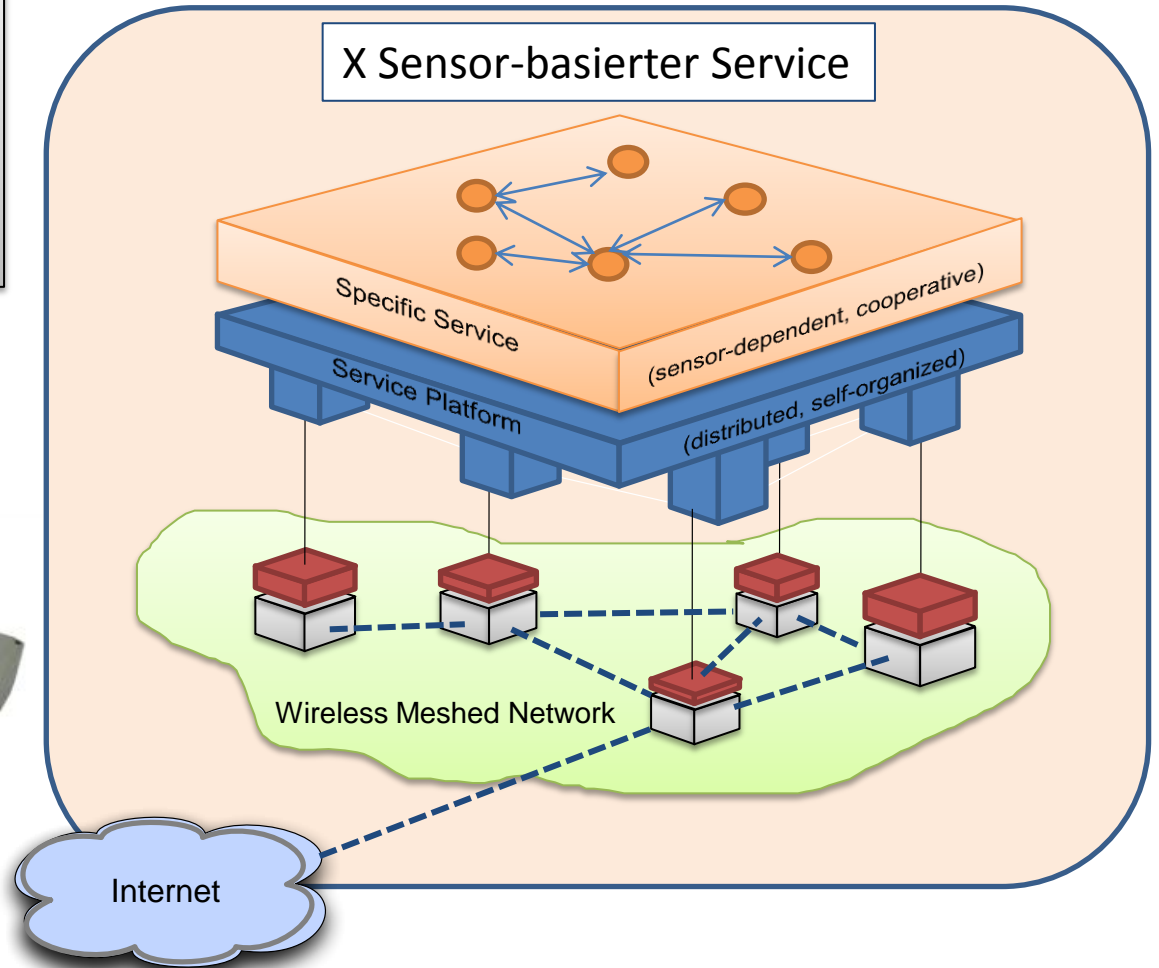 X Sensor-basierter Service
Specific Service
(sensor-dependent, cooperative)
Service Platform
(distributed, self-organized)
Wireless Meshed Network
Internet